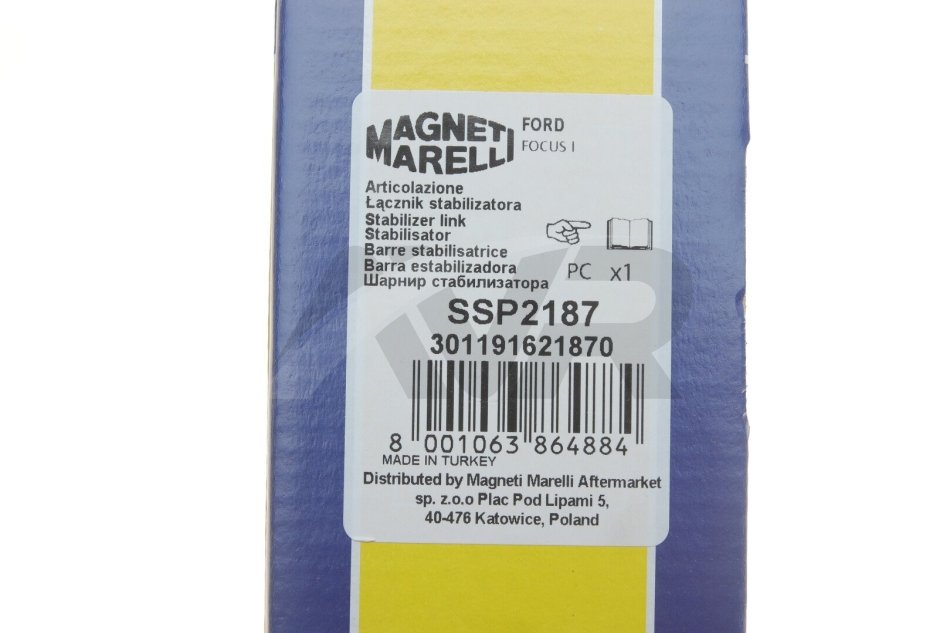 MAGNETI
MARELLI
FORD
FOCUS I
Articolazione
Łącznik stabilizatora
Stabilizer link
Stabilisator
Barre stabilisatrice
Barra estabilizadora
Шарнир стабилизатора
PC x1
SSP2187
301191621870
8 001063 864884
MADE IN TURKEY
Distributed by Magneti Marelli Aftermarket
sp. z.o.o Plac Pod Lipami 5,
40-476 Katowice, Poland
AVR